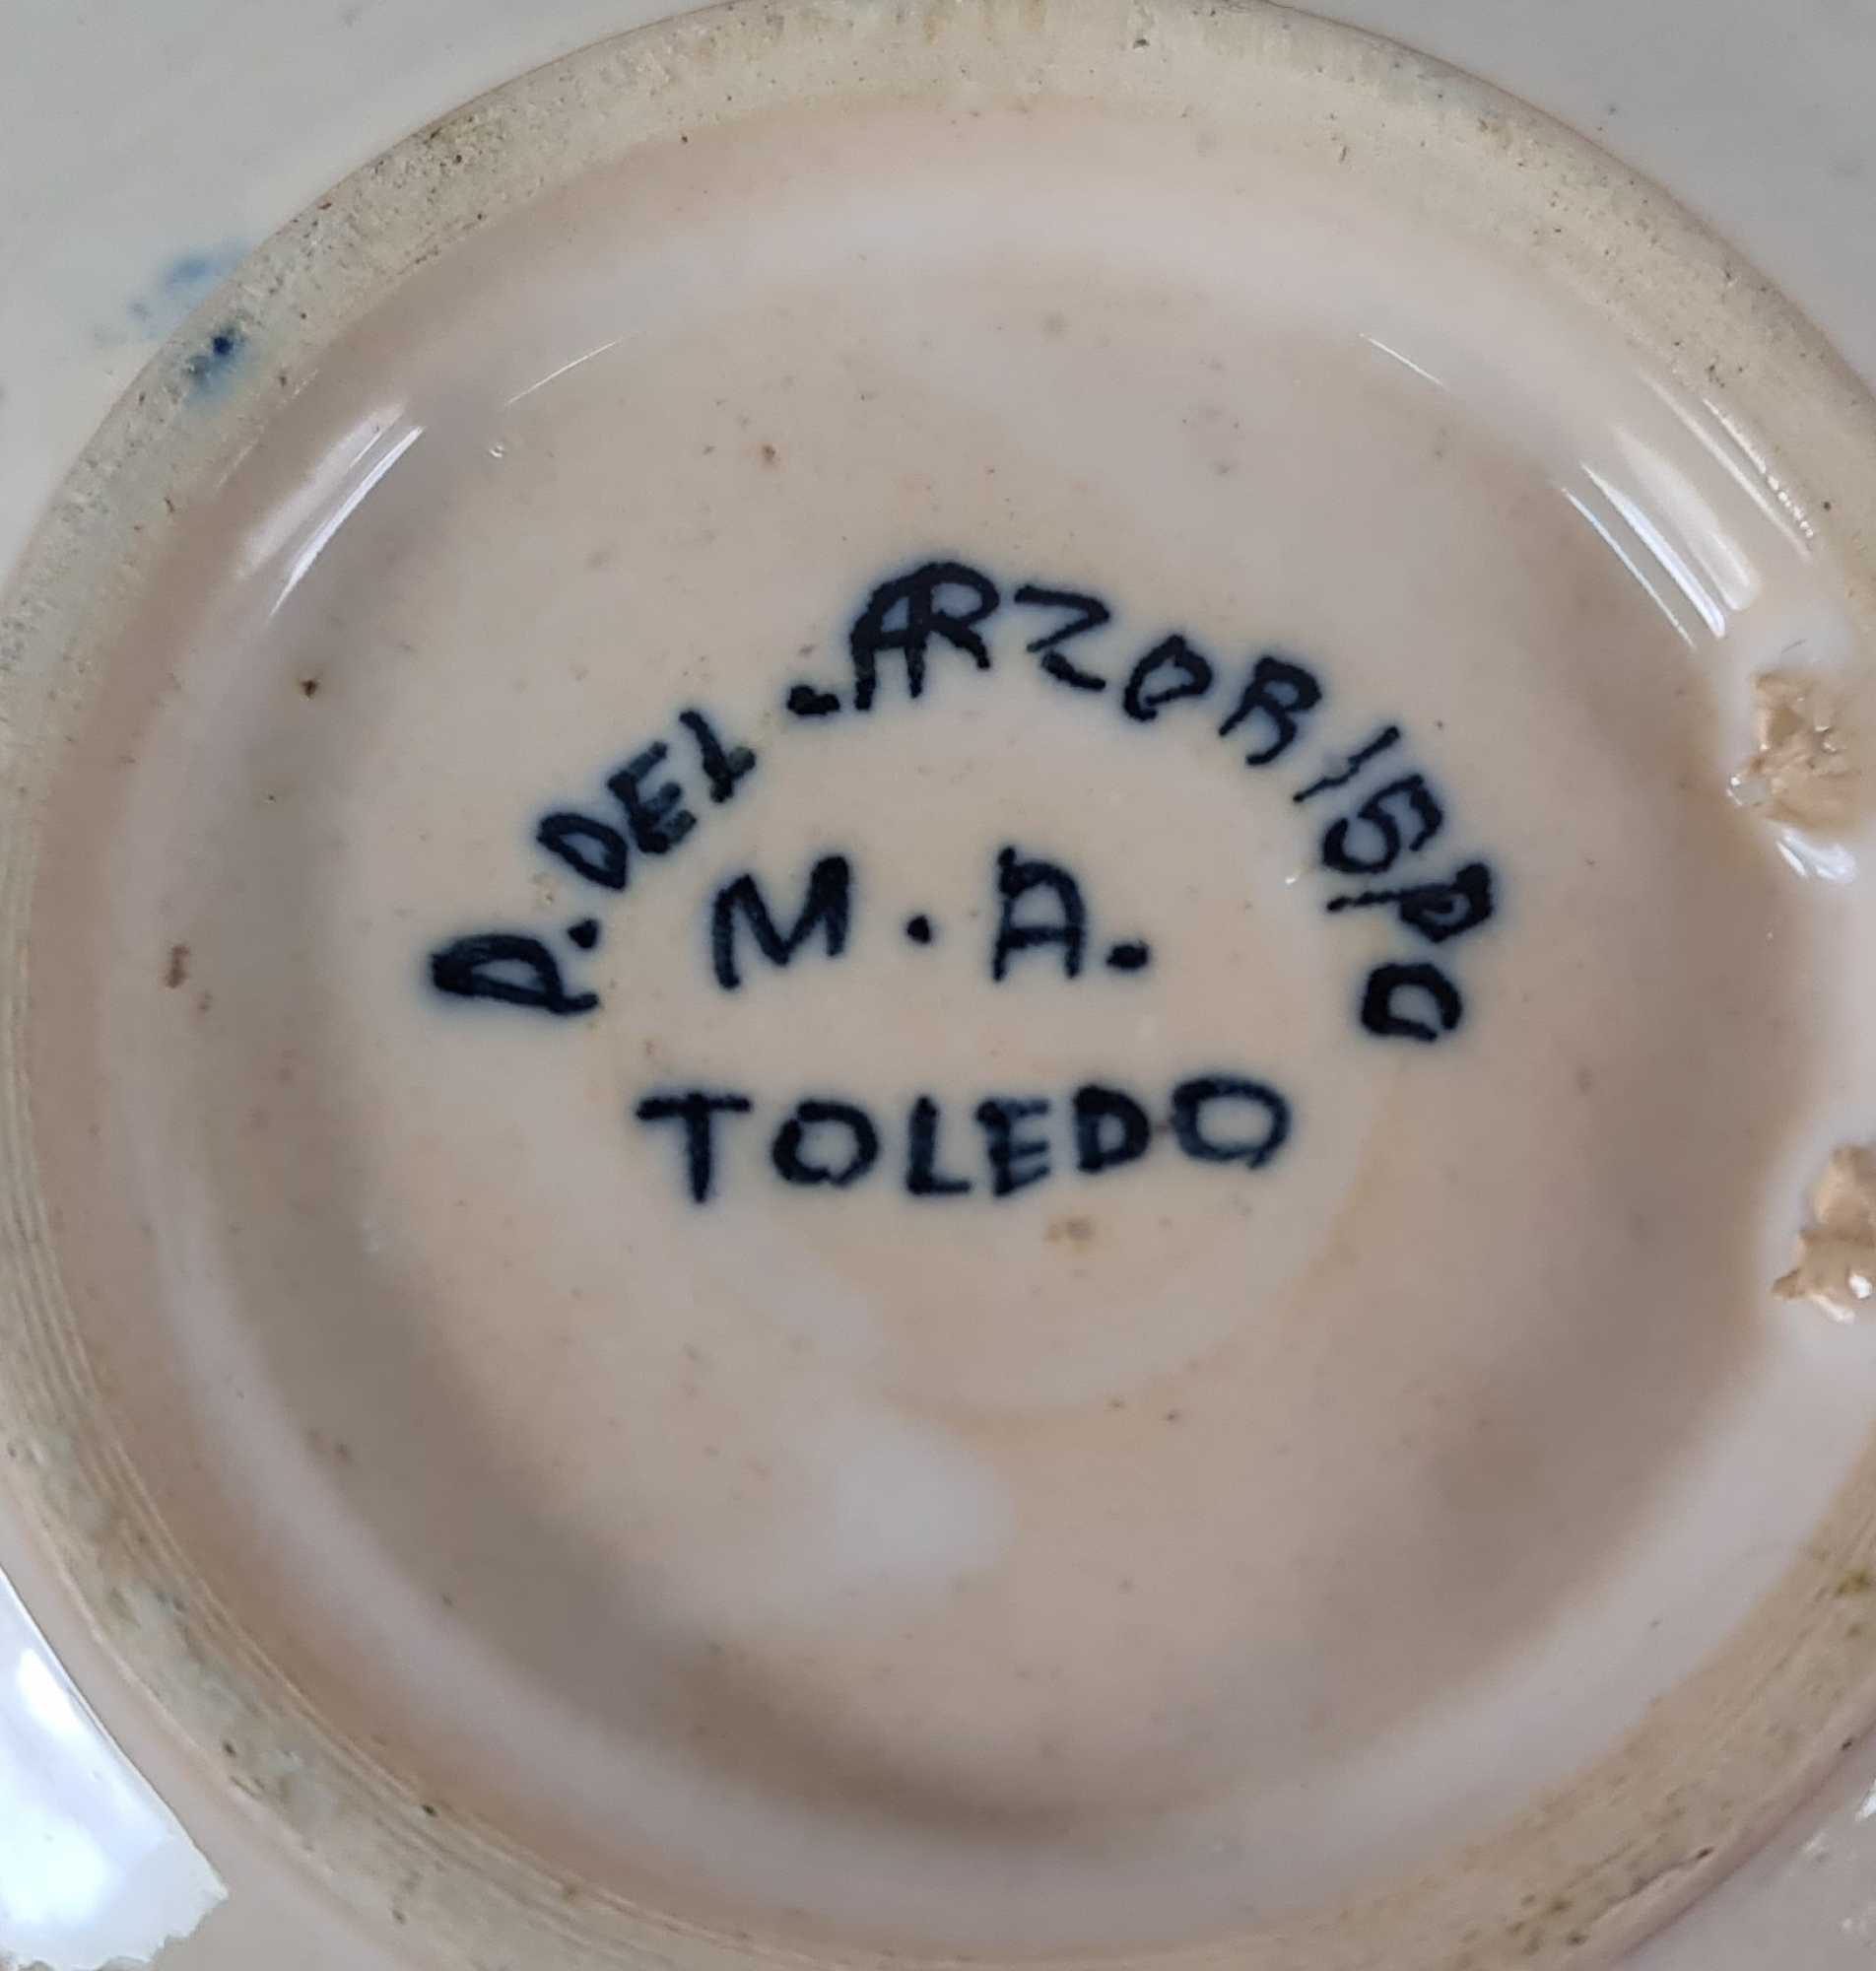 P. DEL. ARZOBISPO
M. A.
TOLEDO